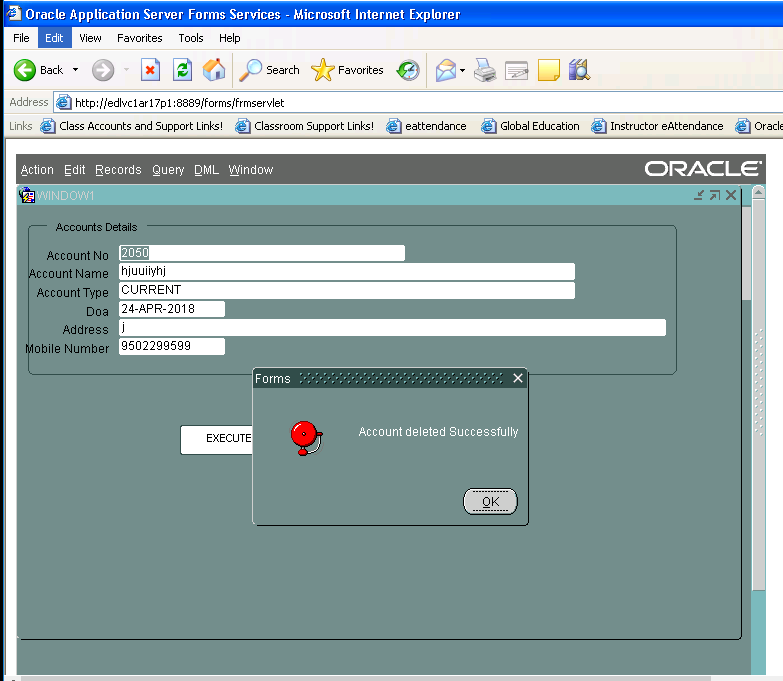 Oracle Application Server Forms Services - Microsoft Internet Explorer
File Edit View Favorites Tools Help
Back Search Favorites
Address http://edlvc1ar17p1:8889/forms/frmservlet
Links Class Accounts and Support Links! Classroom Support Links! eattendance Global Education Instructor eAttendance Oracle
Action Edit Records Query DML Window ORACLE
WINDOW1
Accounts Details
Account No 2050
Account Name hjuuiiyhj
Account Type CURRENT
Doa 24-APR-2018
Address j
Mobile Number 9502299599
Forms
EXECUTE
Account deleted Successfully
OK